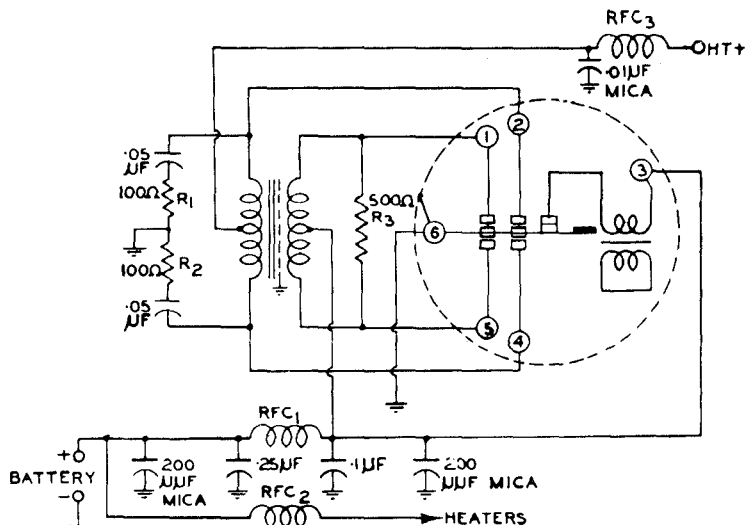 RFC3
HT+
.01µF
MICA
.05
µF
100Ω
R1
100Ω
R2
.05
µF
500Ω
R3
1
2
3
6
5
4
RFC1
+
BATTERY
-
200
µµF
MICA
.25µF
.1µF
200
µµF MICA
RFC2
HEATERS